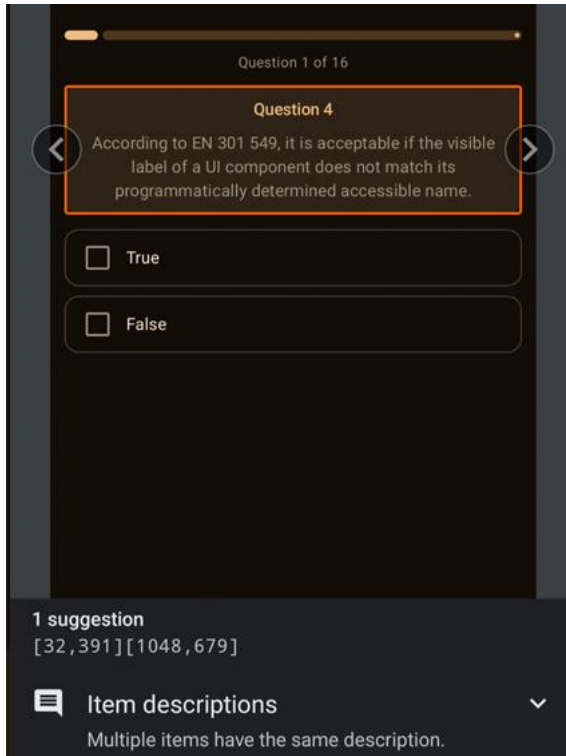 Question 1 of 16
Question 4
According to EN 301 549, it is acceptable if the visible
label of a UI component does not match its
programmatically determined accessible name.
True
False
1 suggestion
[32,391][1048,679]
Item descriptions
Multiple items have the same description.